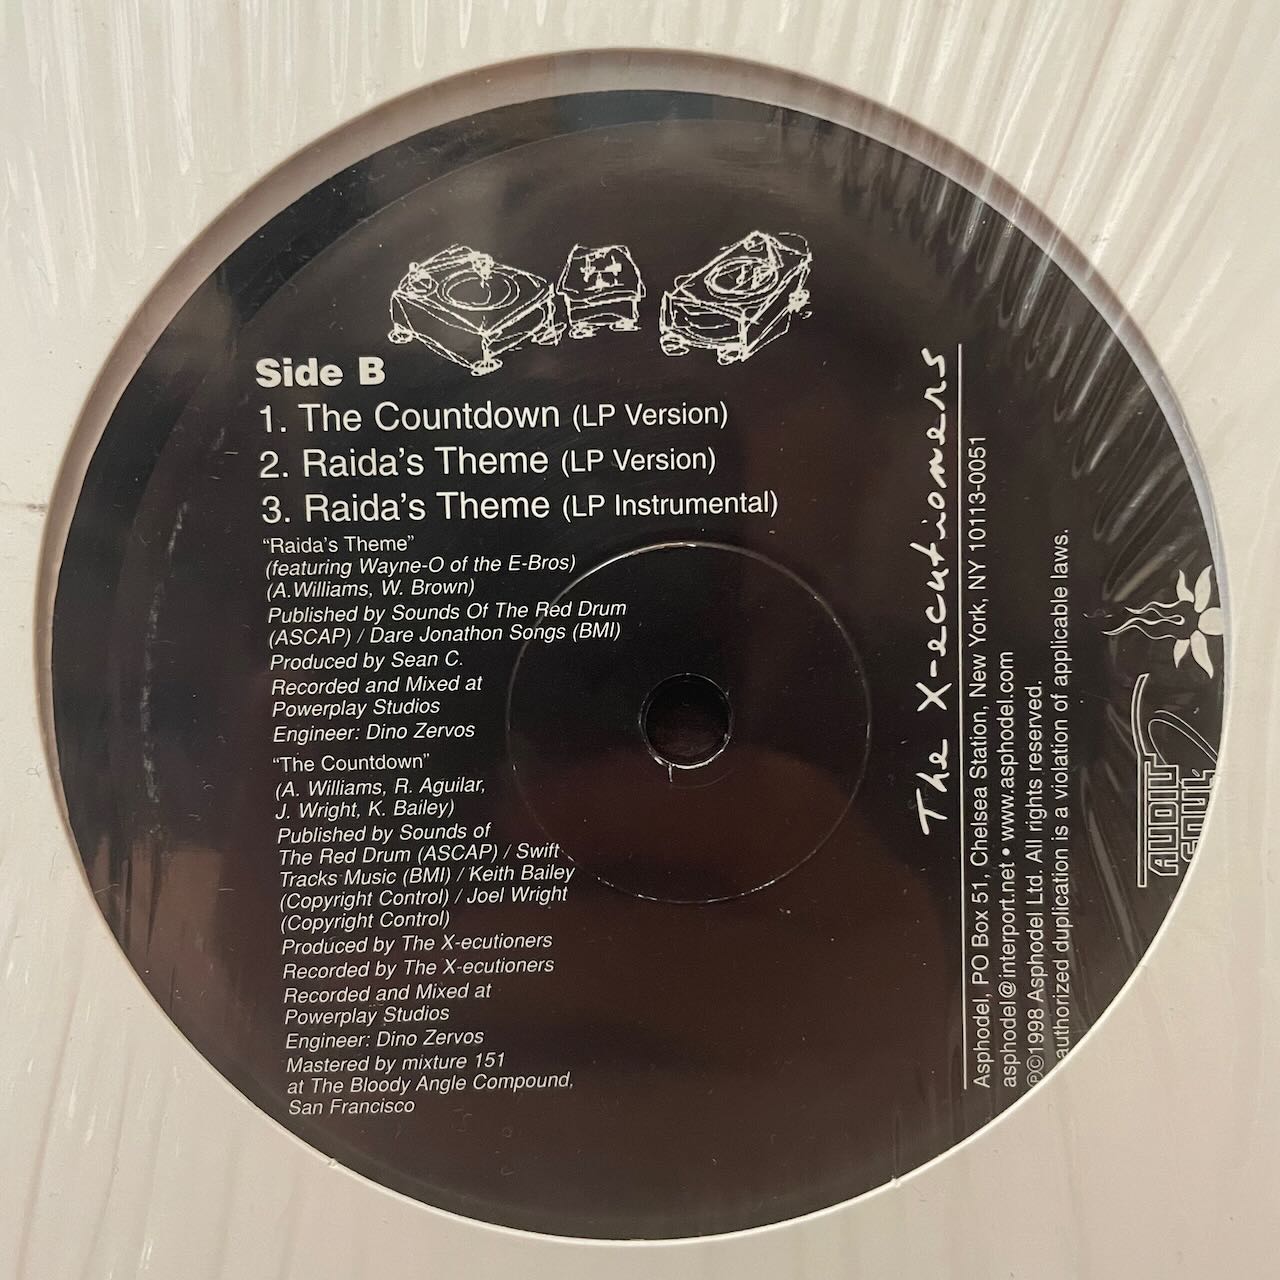 Side B
1. The Countdown (LP Version)
2. Raida's Theme (LP Version)
3. Raida's Theme (LP Instrumental)
"Raida's Theme"
(featuring Wayne-O of the E-Bros)
(A.Williams, W. Brown)
Published by Sounds Of The Red Drum
(ASCAP) / Dare Jonathon Songs (BMI)
Produced by Sean C.
Recorded and Mixed at
Powerplay Studios
Engineer: Dino Zervos
"The Countdown"
(A. Williams, R. Aguilar,
J. Wright, K. Bailey)
Published by Sounds of
The Red Drum (ASCAP) / Swift
Tracks Music (BMI) / Keith Bailey
(Copyright Control) / Joel Wright
(Copyright Control)
Produced by The X-ecutioners
Recorded by The X-ecutioners
Recorded and Mixed at
Powerplay Studios
Engineer: Dino Zervos
Mastered by mixture 151
at The Bloody Angle Compound,
San Francisco
The X-ecutioners
Asphodel, PO Box 51, Chelsea Station, New York, NY 10113-0051
asphodel@interport.net • www.asphodel.com
℗©1998 Asphodel Ltd. All rights reserved.
authorized duplication is a violation of applicable laws.